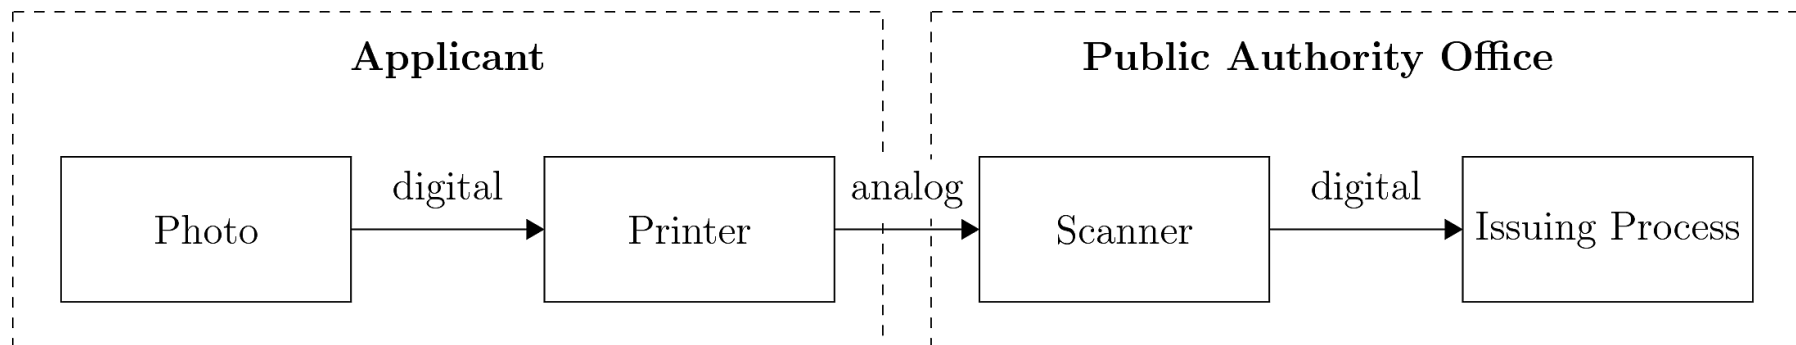 Applicant
Public Authority Office
Photo
digital
Printer
analog
Scanner
digital
Issuing Process